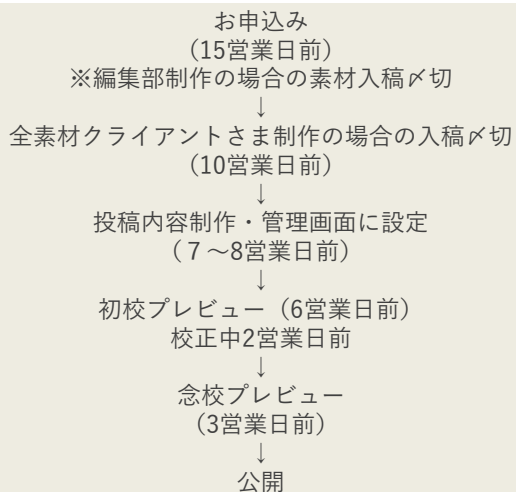 お申込み
(15営業日前)
※編集部制作の場合の素材入稿〆切
↓
全素材クライアントさま制作の場合の入稿〆切
(10営業日前)
↓
投稿内容制作・管理画面に設定
(７～8営業日前)
↓
初校プレビュー（6営業日前)
校正中2営業日前
↓
念校プレビュー
(3営業日前)
↓
公開